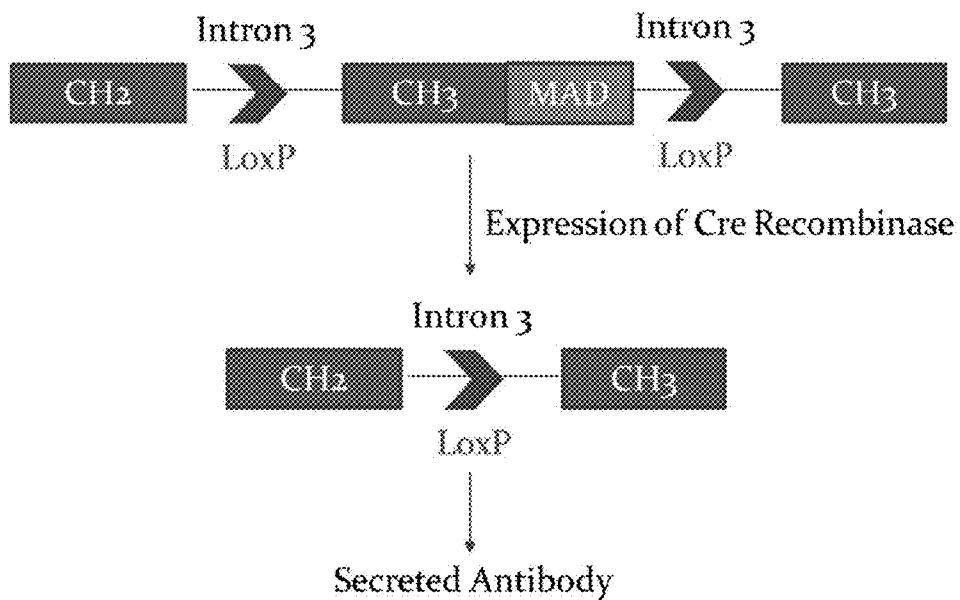 Intron 3
Intron 3
CH2
CH3
MAD
CH3
LoxP
LoxP
Expression of Cre Recombinase
Intron 3
CH2
CH3
LoxP
Secreted Antibody